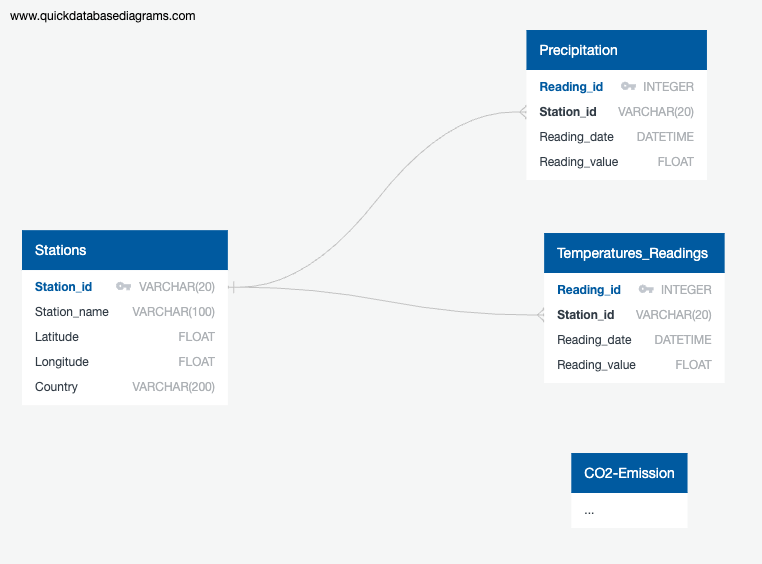 www.quickdatabasediagrams.com
Precipitation
Reading_id INTEGER
Station_id VARCHAR(20)
Reading_date DATETIME
Reading_value FLOAT
Stations
Station_id VARCHAR(20)
Station_name VARCHAR(100)
Latitude FLOAT
Longitude FLOAT
Country VARCHAR(200)
Temperatures_Readings
Reading_id INTEGER
Station_id VARCHAR(20)
Reading_date DATETIME
Reading_value FLOAT
CO2-Emission
...